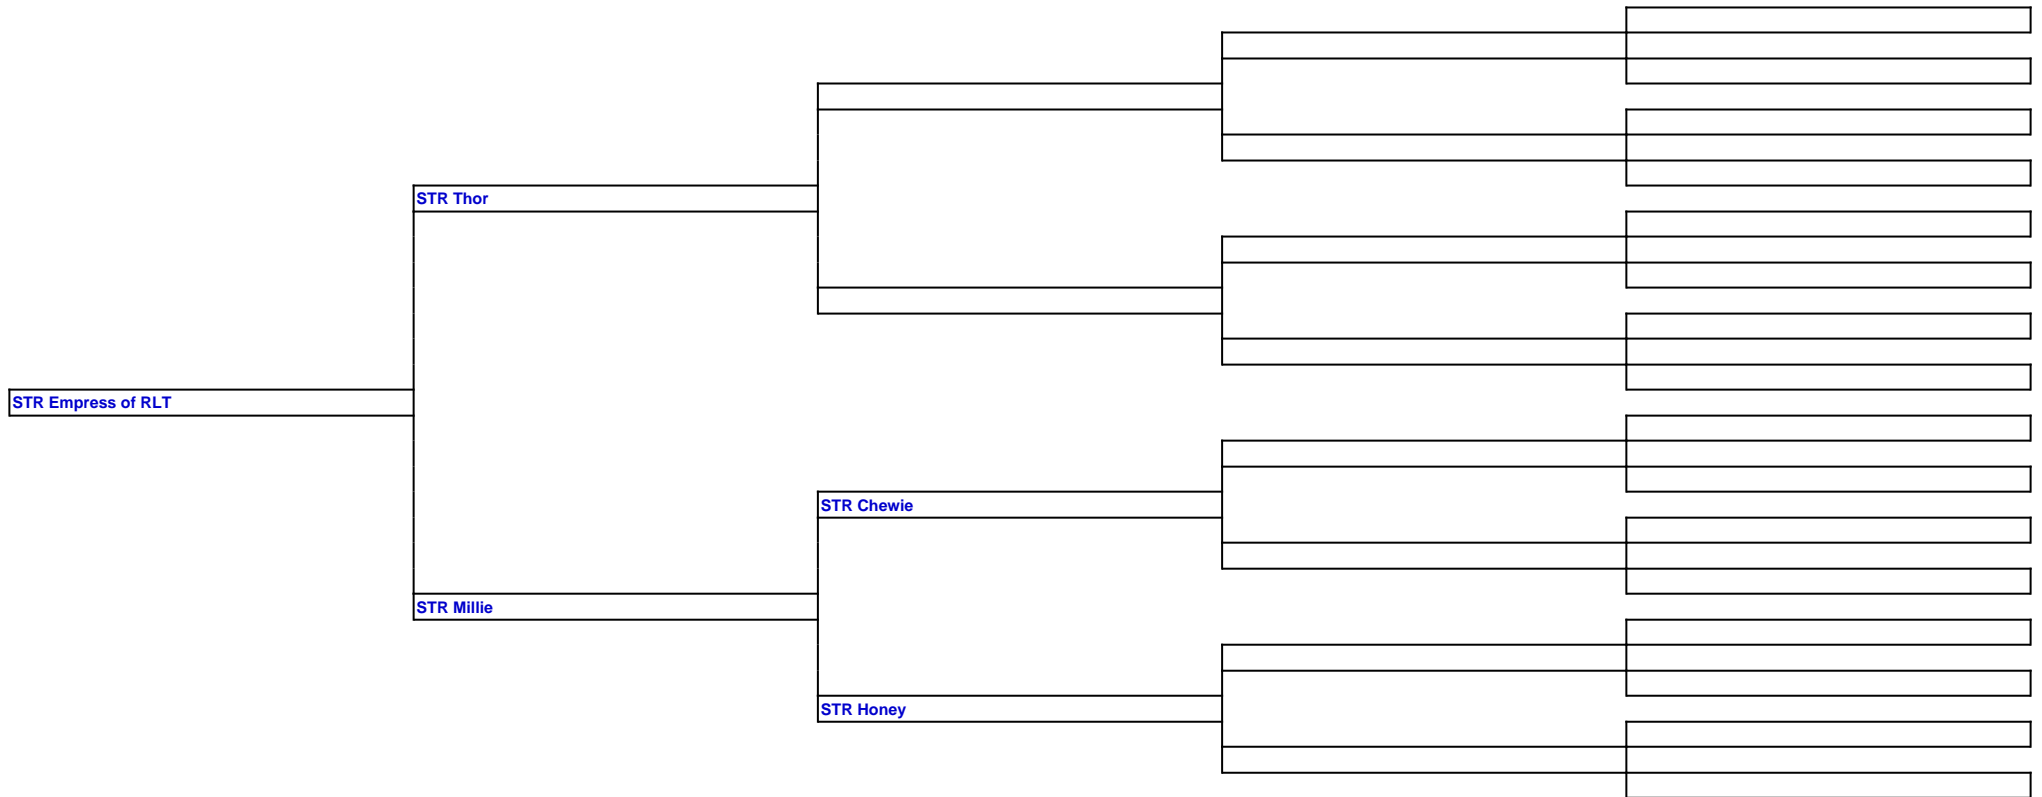 STR Thor
STR Empress of RLT
STR Chewie
STR Millie
STR Honey